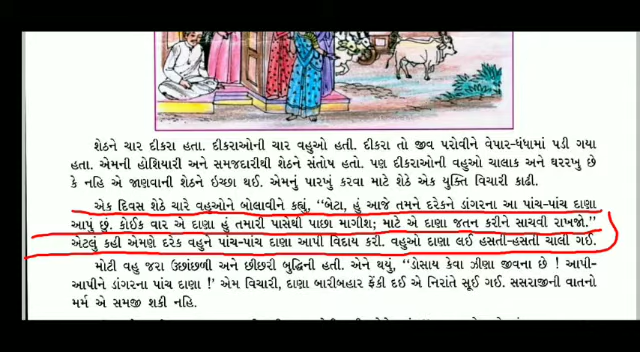 શેઠને ચાર દીકરા હતા. દીકરાઓની ચાર વહુઓ હતી. દીકરા તો જીવ પરોવીને વેપાર-ધંધામાં પડી ગયા
હતા. એમની હોશિયારી અને સમજદારીથી શેઠને સંતોષ હતો. પણ દીકરાઓની વહુઓ ચાલાક અને ઘરરખુ છે
કે નહિ એ જાણવાની શેઠને ઇચ્છા થઈ. એમનું પારખું કરવા માટે શેઠે એક યુક્તિ વિચારી કાઢી.
એક દિવસ શેઠે ચારે વહુઓને બોલાવીને કહ્યું, ‘‘બેટા, હું આજે તમને દરેકને ડાંગરના આ પાંચ-પાંચ દાણા
આપું છું. કોઈક વાર એ દાણા હું તમારી પાસેથી પાછા માગીશ; માટે એ દાણા જતન કરીને સાચવી રાખજો.’’
એટલું કહી એમણે દરેક વહુને પાંચ-પાંચ દાણા આપી વિદાય કરી. વહુઓ દાણા લઈ હસતી-હસતી ચાલી ગઈ.
મોટી વહુ જરા ઉછાંછળી અને છીછરી બુદ્ધિની હતી. એને થયું, ‘‘ડોસાય કેવા ઝીણા જીવના છે ! આપી-
આપીને ડાંગરના પાંચ દાણા !’ એમ વિચારી, દાણા બારીબહાર ફેંકી દઈ એ નિરાંતે સૂઈ ગઈ. સસરાજીની વાતનો
મર્મ એ સમજી શકી નહિ.